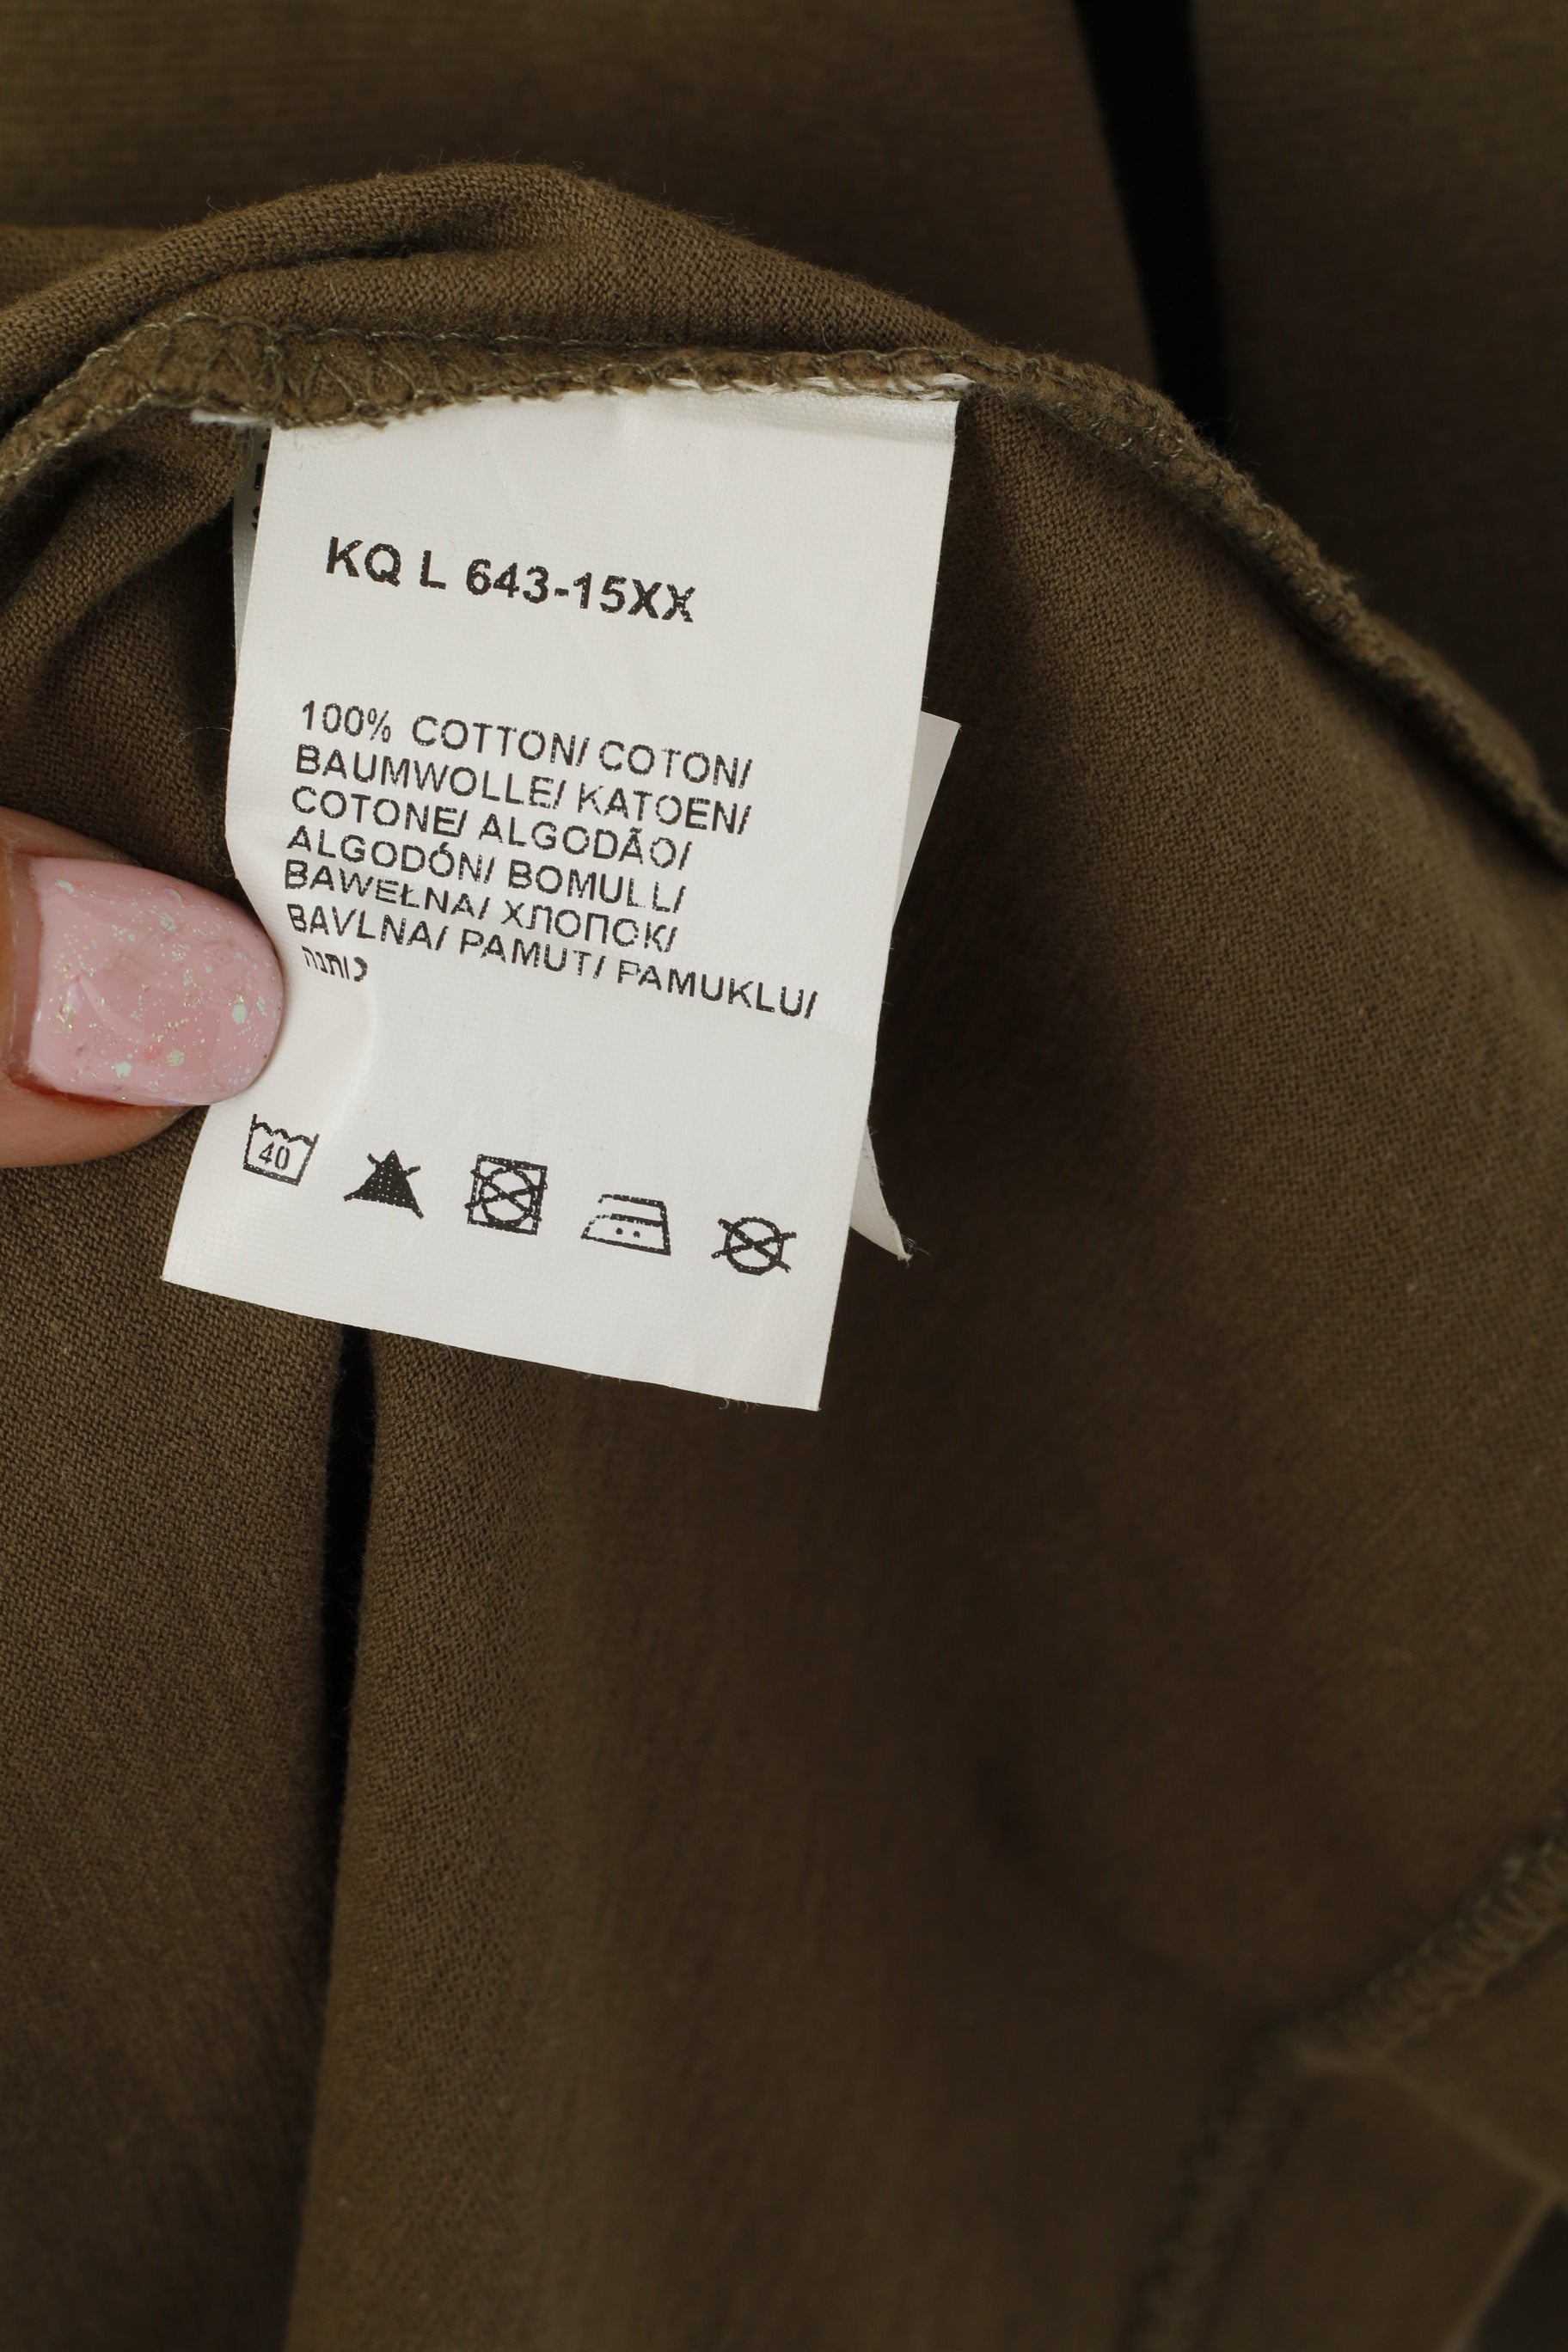 KQ L 643-15XX
100% COTTON/ COTON/
BAUMWOLLE/ KATOEN/
COTONE/ ALGODÃO/
ALGODÓN/ BOMULL/
BAWEŁNA/ ХЛОПОК/
BAVLNA/ PAMUT/ PAMUKLU/
כותנה
40